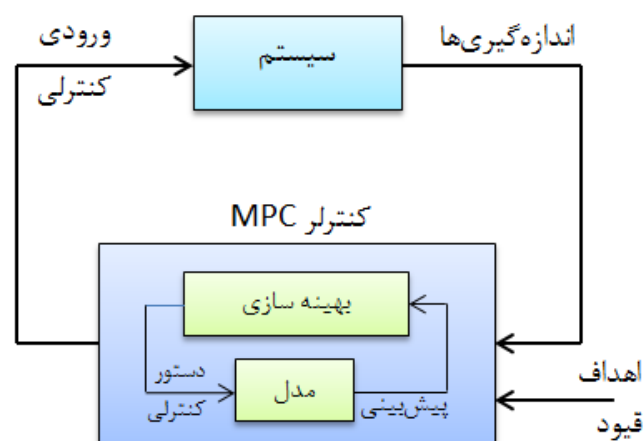 ورودی
کنترلی
سیستم
اندازه‌گیری‌ها
کنترلر MPC
بهینه سازی
دستور
کنترلی
مدل
پیش‌بینی
اهداف
قیود